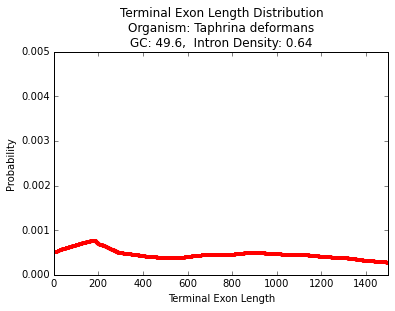 Terminal Exon Length Distribution
Organism: Taphrina deformans
GC: 49.6,  Intron Density: 0.64
0.005
0.004
0.003
0.002
0.001
0.000
Probability
0 200 400 600 800 1000 1200 1400
Terminal Exon Length